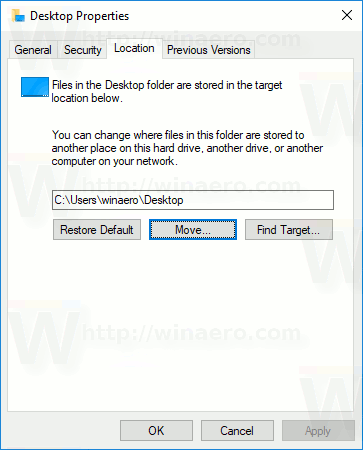 Desktop Properties
General Security Location Previous Versions
Files in the Desktop folder are stored in the target
location below.
You can change where files in this folder are stored to
another place on this hard drive, another drive, or another
computer on your network.
C:\Users\winaero\Desktop
Restore Default Move... Find Target...
http://winaero.com
http://winaero.com
http://winaero.com
OK Cancel Apply